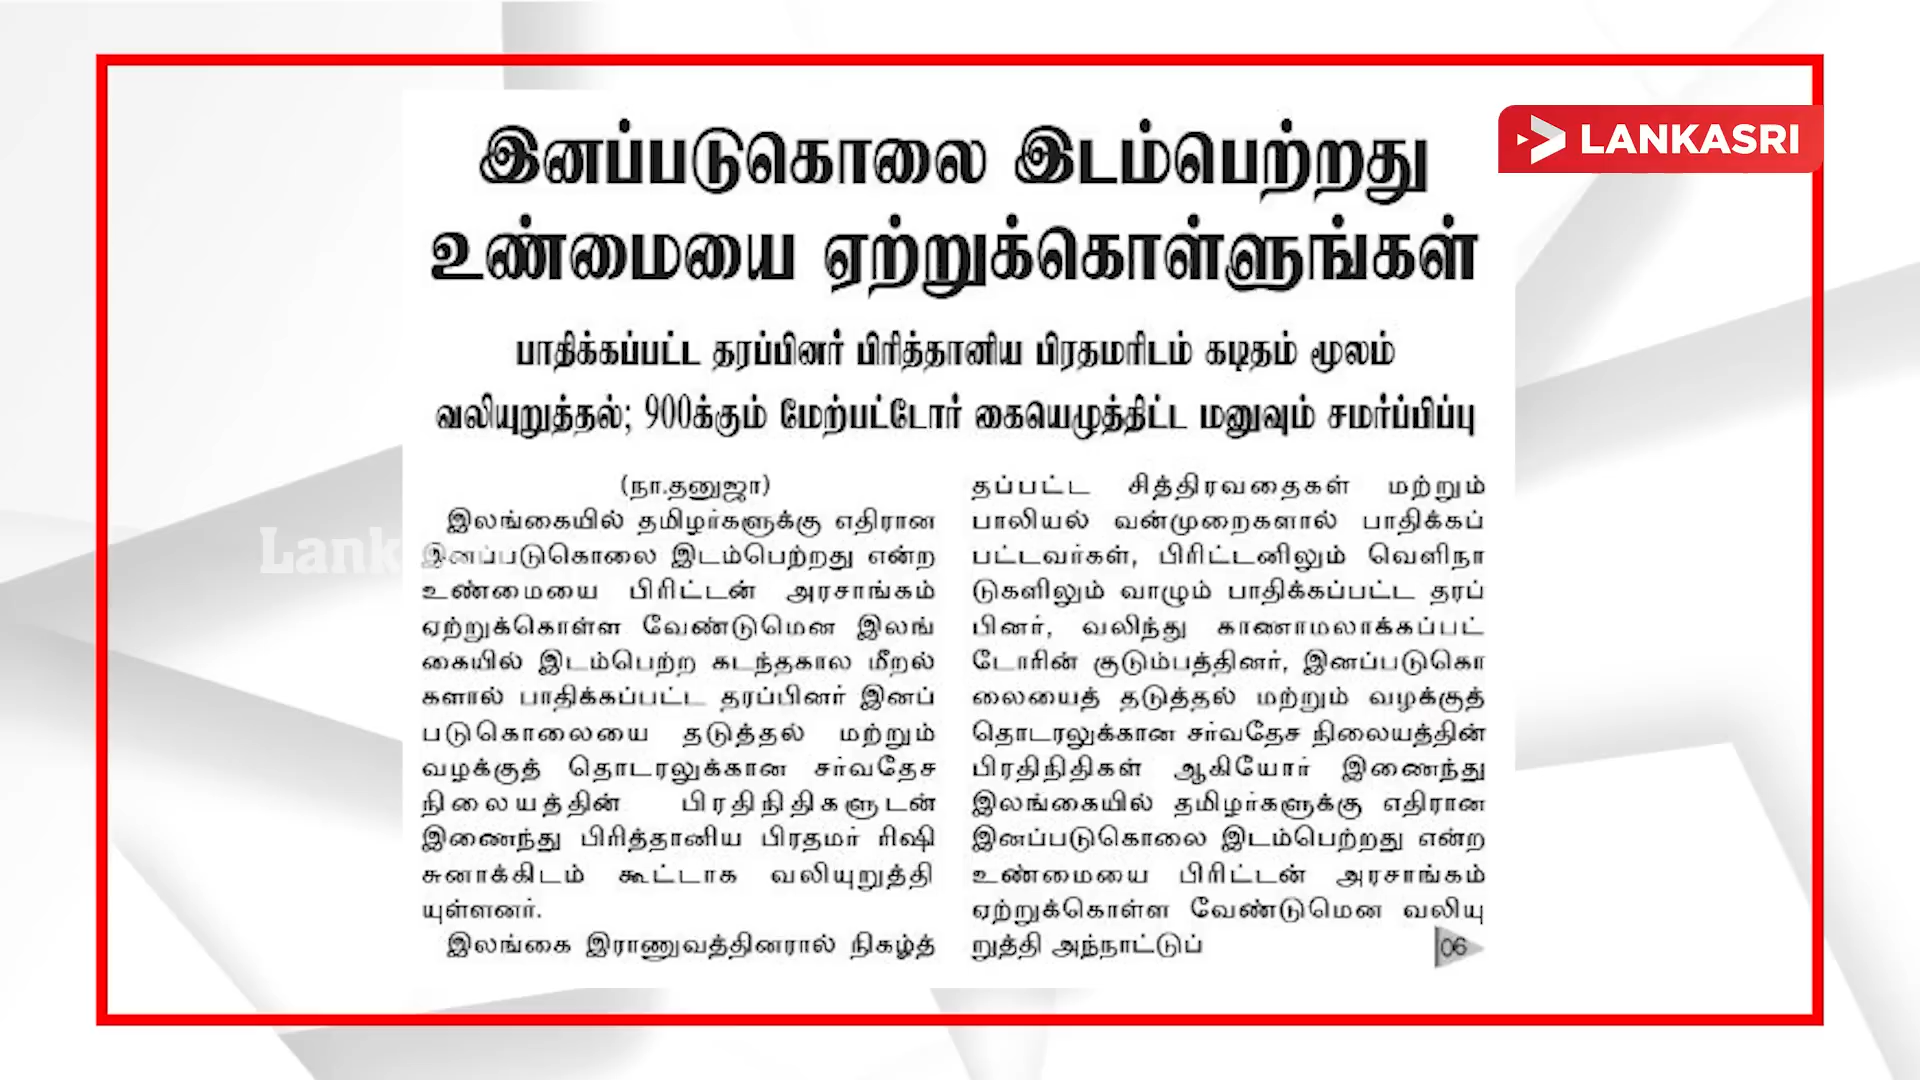 LANKASRI
இனப்படுகொலை இடம்பெற்றது
உண்மையை ஏற்றுக்கொள்ளுங்கள்
பாதிக்கப்பட்ட தரப்பினர் பிரித்தானிய பிரதமரிடம் கடிதம் மூலம்
வலியுறுத்தல்; 900க்கும் மேற்பட்டோர் கையெழுத்திட்ட மனுவும் சமர்ப்பிப்பு
(நா.தனுஜா)
இலங்கையில் தமிழர்களுக்கு எதிரான
இனப்படுகொலை இடம்பெற்றது என்ற
உண்மையை பிரிட்டன் அரசாங்கம்
ஏற்றுக்கொள்ள வேண்டுமென இலங்
கையில் இடம்பெற்ற கடந்தகால மீறல்
களால் பாதிக்கப்பட்ட தரப்பினர் இனப்
படுகொலையை தடுத்தல் மற்றும்
வழக்குத் தொடரலுக்கான சர்வதேச
நிலையத்தின் பிரதிநிதிகளுடன்
இணைந்து பிரித்தானிய பிரதமர் ரிஷி
சுனாக்கிடம் கூட்டாக வலியுறுத்தி
யுள்ளனர்.
இலங்கை இராணுவத்தினரால் நிகழ்த்
தப்பட்ட சித்திரவதைகள் மற்றும்
பாலியல் வன்முறைகளால் பாதிக்கப்
பட்டவர்கள், பிரிட்டனிலும் வெளிநா
டுகளிலும் வாழும் பாதிக்கப்பட்ட தரப்
பினர், வலிந்து காணாமலாக்கப்பட்
டோரின் குடும்பத்தினர், இனப்படுகொ
லையைத் தடுத்தல் மற்றும் வழக்குத்
தொடரலுக்கான சர்வதேச நிலையத்தின்
பிரதிநிதிகள் ஆகியோர் இணைந்து
இலங்கையில் தமிழர்களுக்கு எதிரான
இனப்படுகொலை இடம்பெற்றது என்ற
உண்மையை பிரிட்டன் அரசாங்கம்
ஏற்றுக்கொள்ள வேண்டுமென வலியு
றுத்தி அந்நாட்டுப்
06